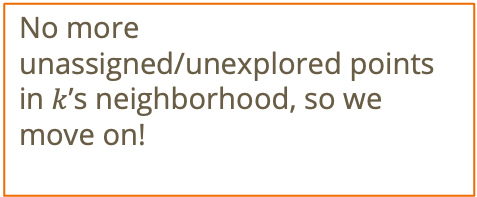 No more
unassigned/unexplored points
in k’s neighborhood, so we
move on!